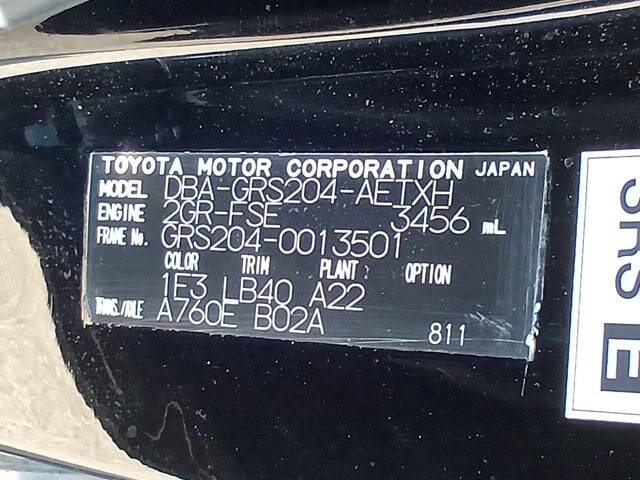 TOYOTA MOTOR CORPORATION JAPAN
MODEL DBA-GRS204-AETXH
ENGINE 2GR-FSE 3456 mL
FRAME No. GRS204-0013501
COLOR TRIM PLANT OPTION
1F3 LB40 A22
TRANS./AXLE A760E B02A
811